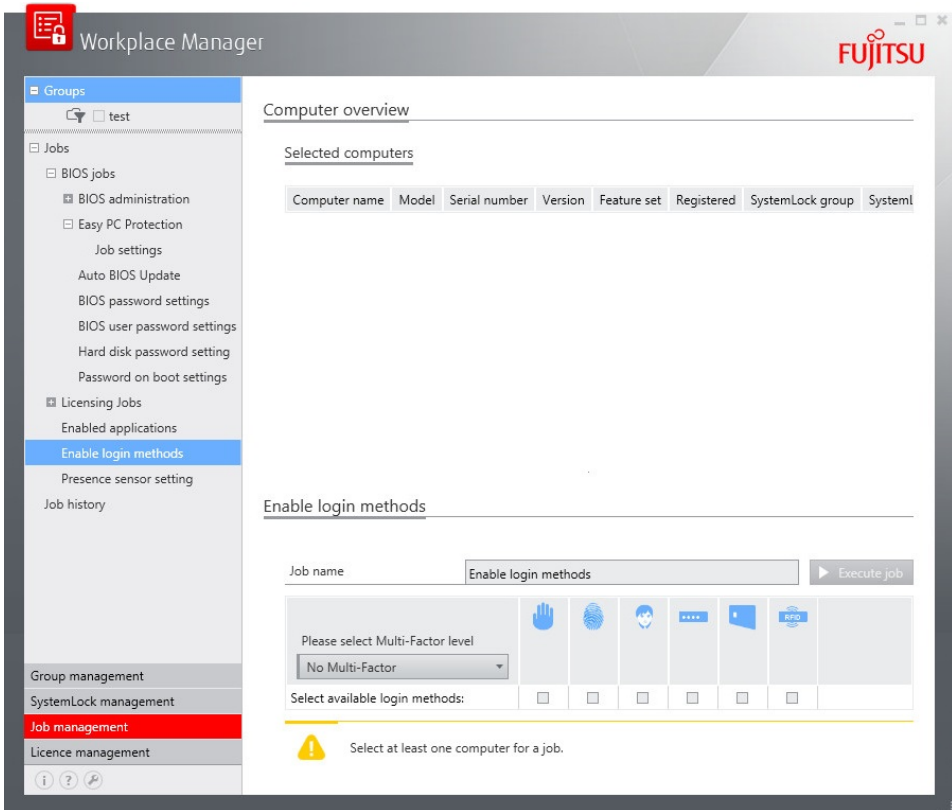 Workplace Manager
FUJITSU
Groups
test
Jobs
BIOS jobs
BIOS administration
Easy PC Protection
Job settings
Auto BIOS Update
BIOS password settings
BIOS user password settings
Hard disk password setting
Password on boot settings
Licensing Jobs
Enabled applications
Enable login methods
Presence sensor setting
Job history
Group management
SystemLock management
Job management
Licence management
Computer overview
Selected computers
Computer name Model Serial number Version Feature set Registered SystemLock group SystemL
Enable login methods
Job name Enable login methods Execute job
RFID
Please select Multi-Factor level
No Multi-Factor
Select available login methods:
Select at least one computer for a job.